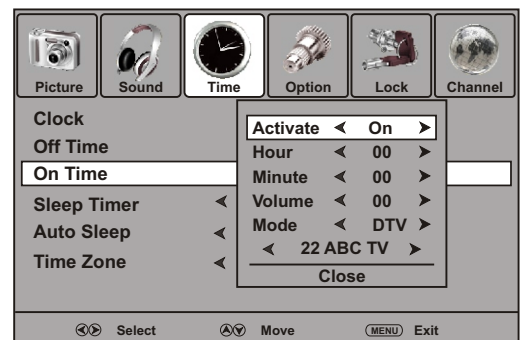 Picture Sound Time Option Lock Channel
Clock
Off Time
On Time
Sleep Timer
Auto Sleep
Time Zone
Activate On
Hour 00
Minute 00
Volume 00
Mode DTV
22 ABC TV
Close
Select Move MENU Exit